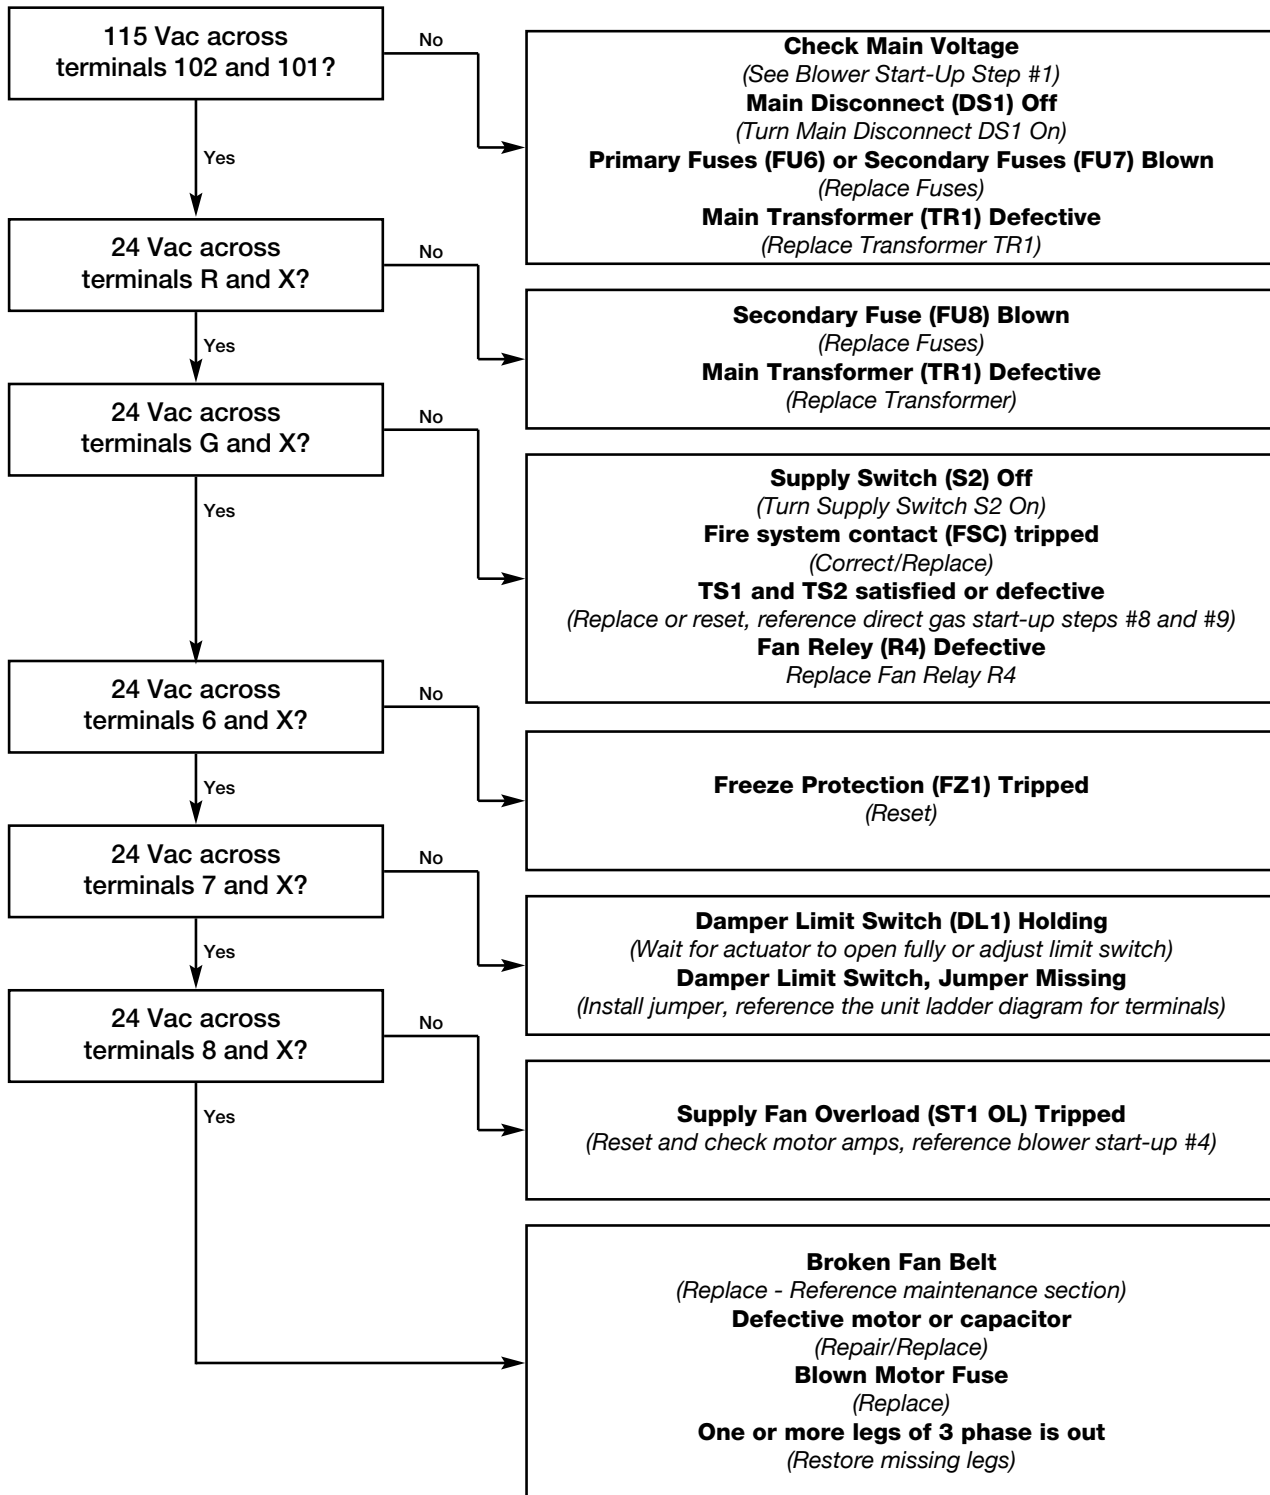 115 Vac across
terminals 102 and 101?
No
Yes
Check Main Voltage
(See Blower Start-Up Step #1)
Main Disconnect (DS1) Off
(Turn Main Disconnect DS1 On)
Primary Fuses (FU6) or Secondary Fuses (FU7) Blown
(Replace Fuses)
Main Transformer (TR1) Defective
(Replace Transformer TR1)
24 Vac across
terminals R and X?
No
Yes
Secondary Fuse (FU8) Blown
(Replace Fuses)
Main Transformer (TR1) Defective
(Replace Transformer)
24 Vac across
terminals G and X?
No
Yes
Supply Switch (S2) Off
(Turn Supply Switch S2 On)
Fire system contact (FSC) tripped
(Correct/Replace)
TS1 and TS2 satisfied or defective
(Replace or reset, reference direct gas start-up steps #8 and #9)
Fan Reley (R4) Defective
Replace Fan Relay R4
24 Vac across
terminals 6 and X?
No
Yes
Freeze Protection (FZ1) Tripped
(Reset)
24 Vac across
terminals 7 and X?
No
Yes
Damper Limit Switch (DL1) Holding
(Wait for actuator to open fully or adjust limit switch)
Damper Limit Switch, Jumper Missing
(Install jumper, reference the unit ladder diagram for terminals)
24 Vac across
terminals 8 and X?
No
Yes
Supply Fan Overload (ST1 OL) Tripped
(Reset and check motor amps, reference blower start-up #4)
Broken Fan Belt
(Replace - Reference maintenance section)
Defective motor or capacitor
(Repair/Replace)
Blown Motor Fuse
(Replace)
One or more legs of 3 phase is out
(Restore missing legs)